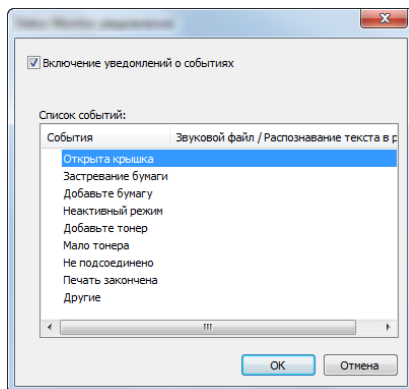 Включение уведомлений о событиях
Список событий:
События Звуковой файл / Распознавание текста в р
Открыта крышка
Застревание бумаги
Добавьте бумагу
Неактивный режим
Добавьте тонер
Мало тонера
Не подсоединено
Печать закончена
Другие
ОК Отмена